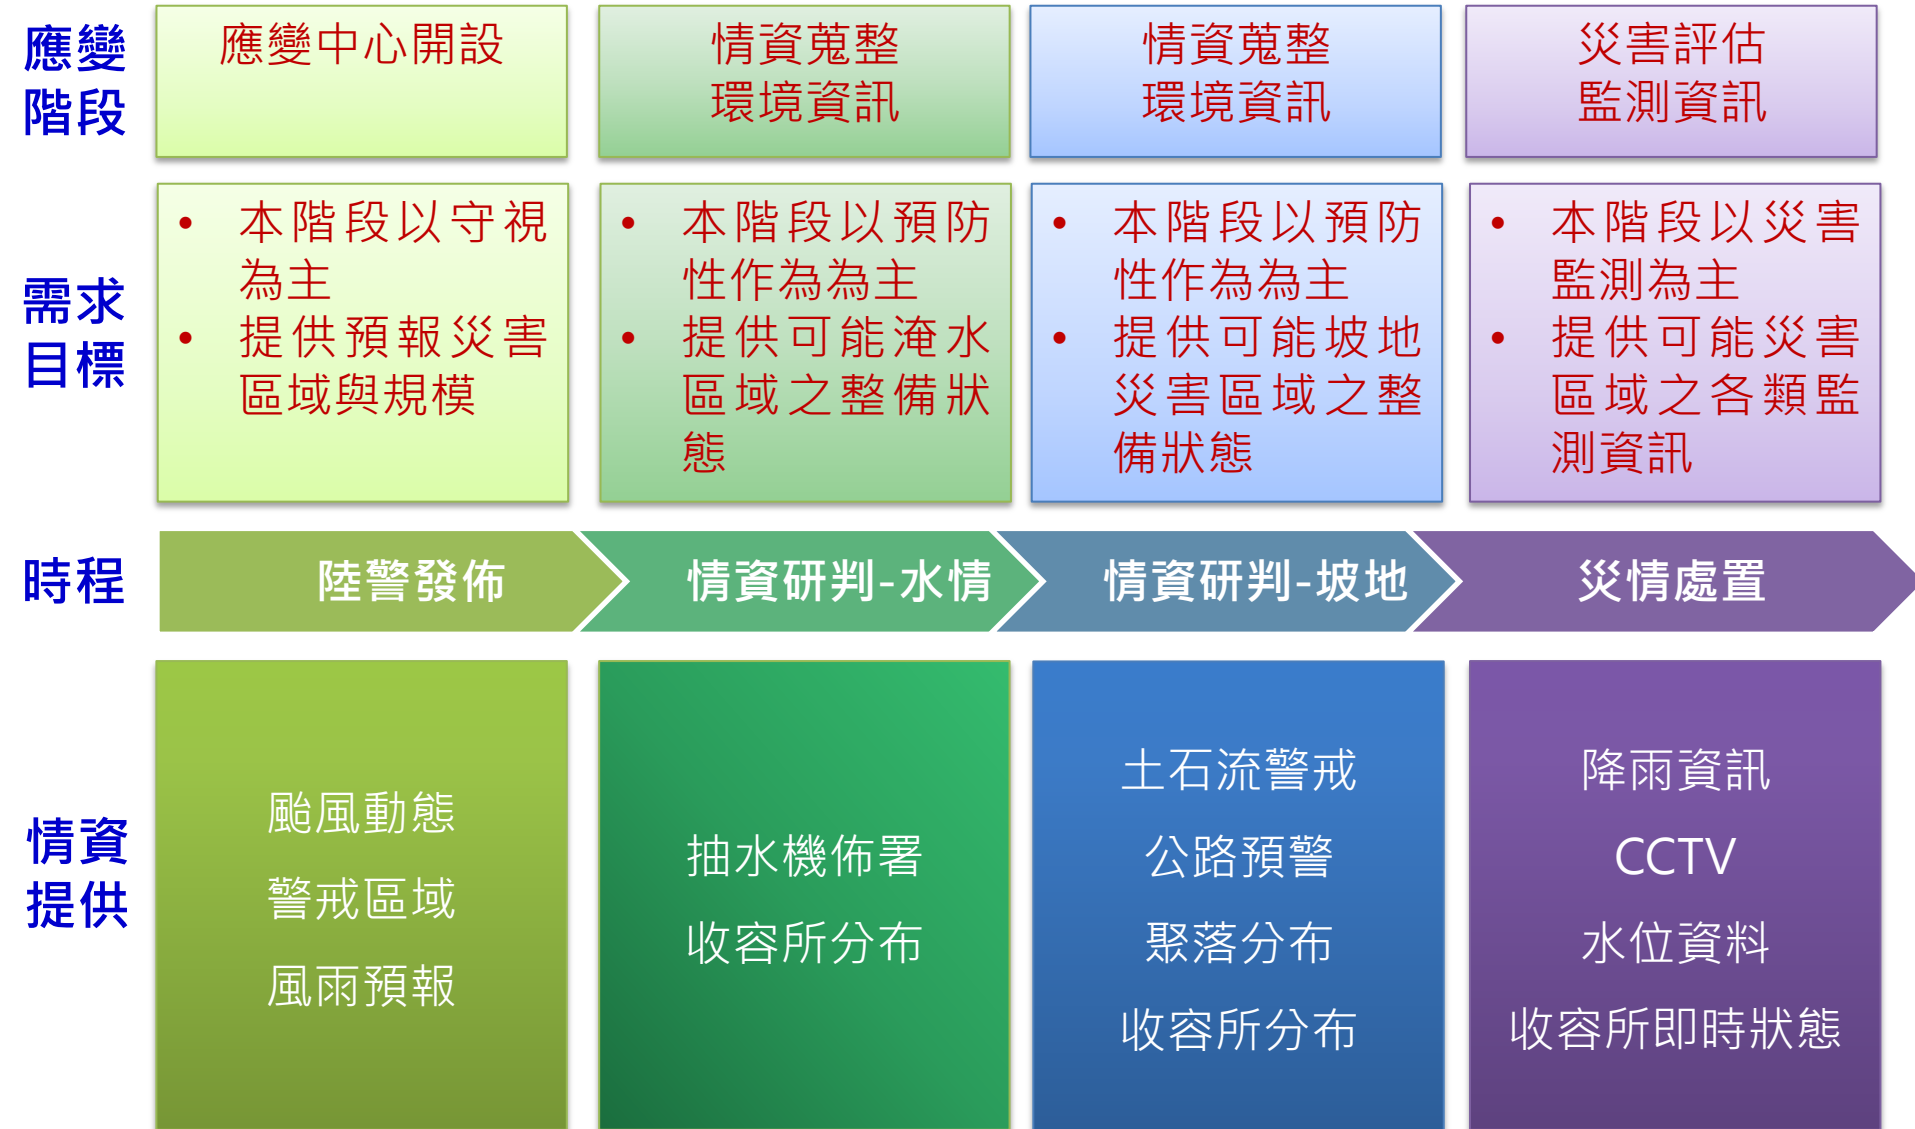 應變
階段
應變中心開設
情資蒐整
環境資訊
情資蒐整
環境資訊
災害評估
監測資訊
需求
目標
• 本階段以守視
為主
• 提供預報災害
區域與規模
• 本階段以預防
性作為為主
• 提供可能淹水
區域之整備狀
態
• 本階段以預防
性作為為主
• 提供可能坡地
災害區域之整
備狀態
• 本階段以災害
監測為主
• 提供可能災害
區域之各類監
測資訊
時程
陸警發佈
情資研判-水情
情資研判-坡地
災情處置
情資
提供
颱風動態
警戒區域
風雨預報
抽水機佈署
收容所分布
土石流警戒
公路預警
聚落分布
收容所分布
降雨資訊
CCTV
水位資料
收容所即時狀態